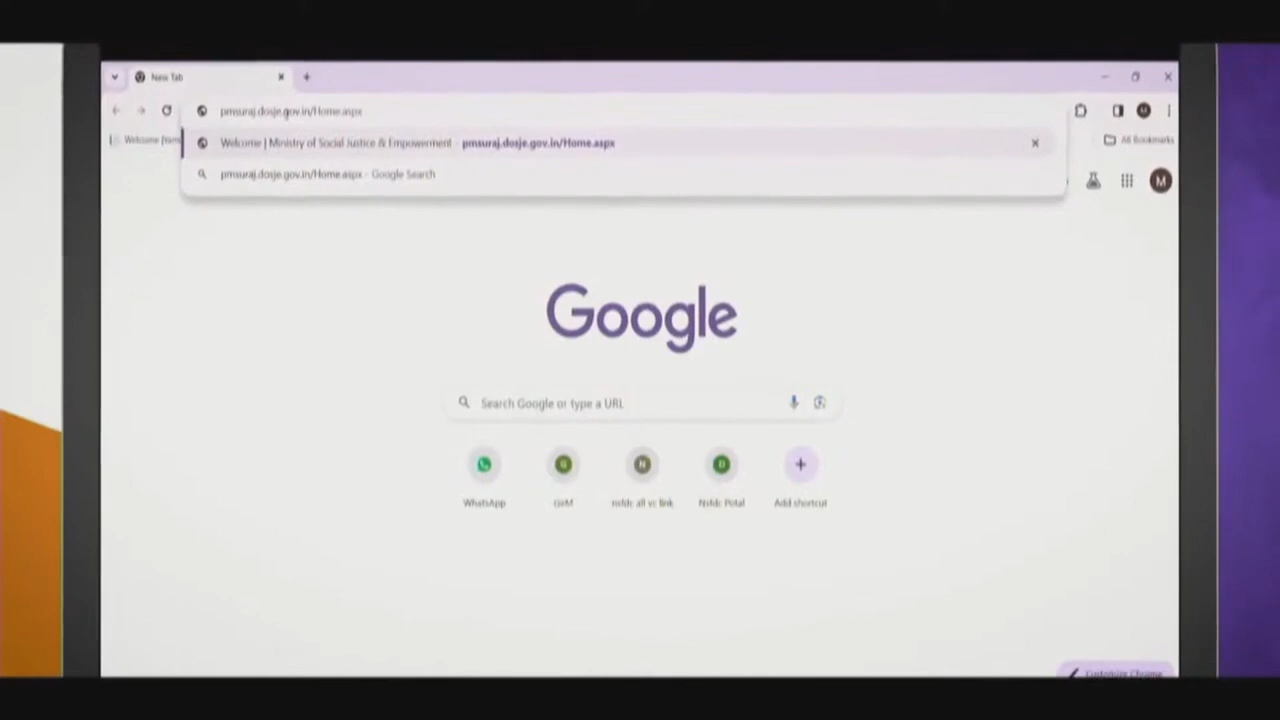 New Tab
pmsuraj.dosje.gov.in/Home.aspx
Welcome | Ministry of Social Justice & Empowerment - pmsuraj.dosje.gov.in/Home.aspx
All Bookmarks
pmsuraj.dosje.gov.in/Home.aspx - Google Search
M
Google
Search Google or type a URL
G N D
WhatsApp GeM nsfdc all vc link Nsfdc Potal Add shortcut
Customize Chrome